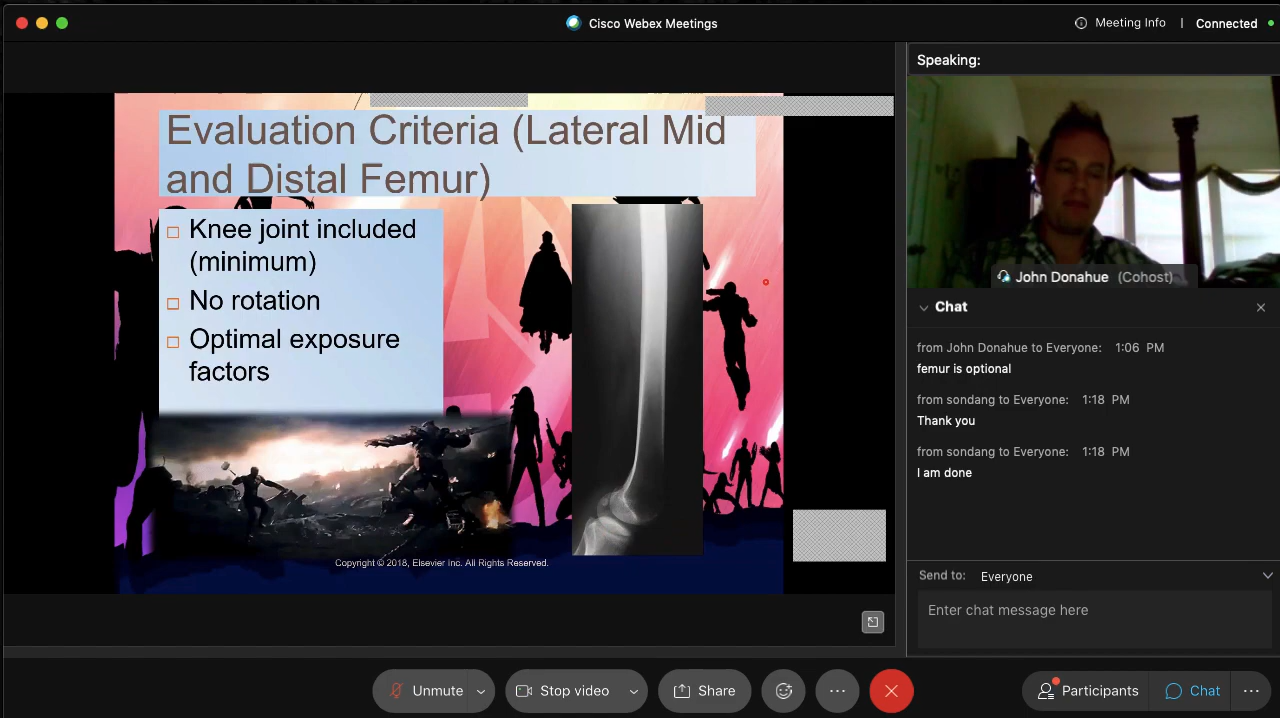 Cisco Webex Meetings
Meeting Info | Connected
Speaking:
Evaluation Criteria (Lateral Mid
and Distal Femur)
Knee joint included
(minimum)
No rotation
Optimal exposure
factors
Copyright © 2018, Elsevier Inc. All Rights Reserved.
John Donahue (Cohost)
Chat
from John Donahue to Everyone: 1:06 PM
femur is optional
from sondang to Everyone: 1:18 PM
Thank you
from sondang to Everyone: 1:18 PM
I am done
Send to: Everyone
Enter chat message here
Unmute
Stop video
Share
Participants
Chat